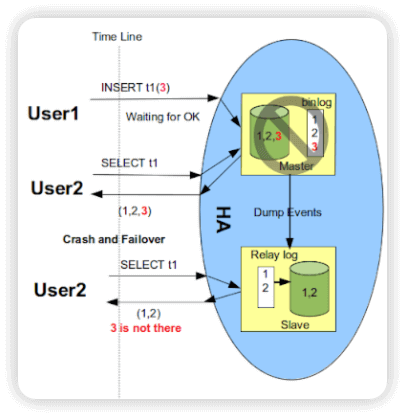 Time Line
INSERT t1(3)
User1
Waiting for OK
binlog
1,2,3
1
2
3
Master
SELECT t1
User2
(1,2,3)
HA
Dump Events
Crash and Failover
SELECT t1
User2
Relay log
1
2
1,2
Slave
(1,2)
3 is not there